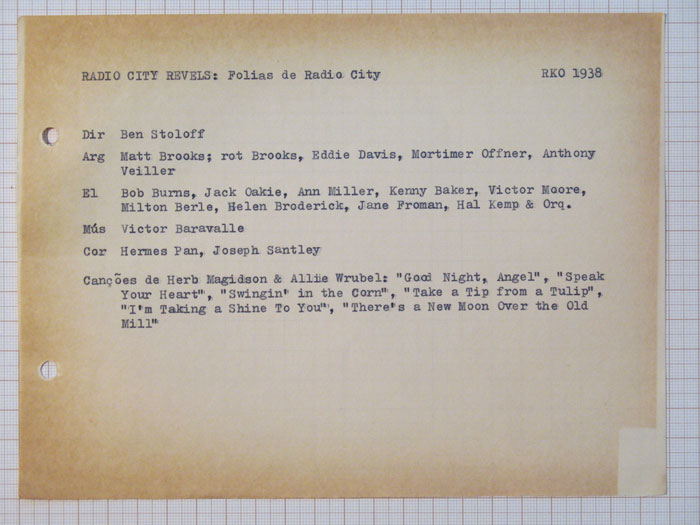 RADIO CITY REVELS: Folias de Radio City RKO 1938
Dir Ben Stoloff
Arg Matt Brooks; rot Brooks, Eddie Davis, Mortimer Offner, Anthony
Veiller
El Bob Burns, Jack Oakie, Ann Miller, Kenny Baker, Victor Moore,
Milton Berle, Helen Broderick, Jane Froman, Hal Kemp & Orq.
Mús Victor Baravalle
Cor Hermes Pan, Joseph Santley
Canções de Herb Magidson & Allie Wrubel: "Good Night, Angel", "Speak
Your Heart", "Swingin' in the Corn", "Take a Tip from a Tulip",
"I'm Taking a Shine To You", "There's a New Moon Over the Old
Mill"